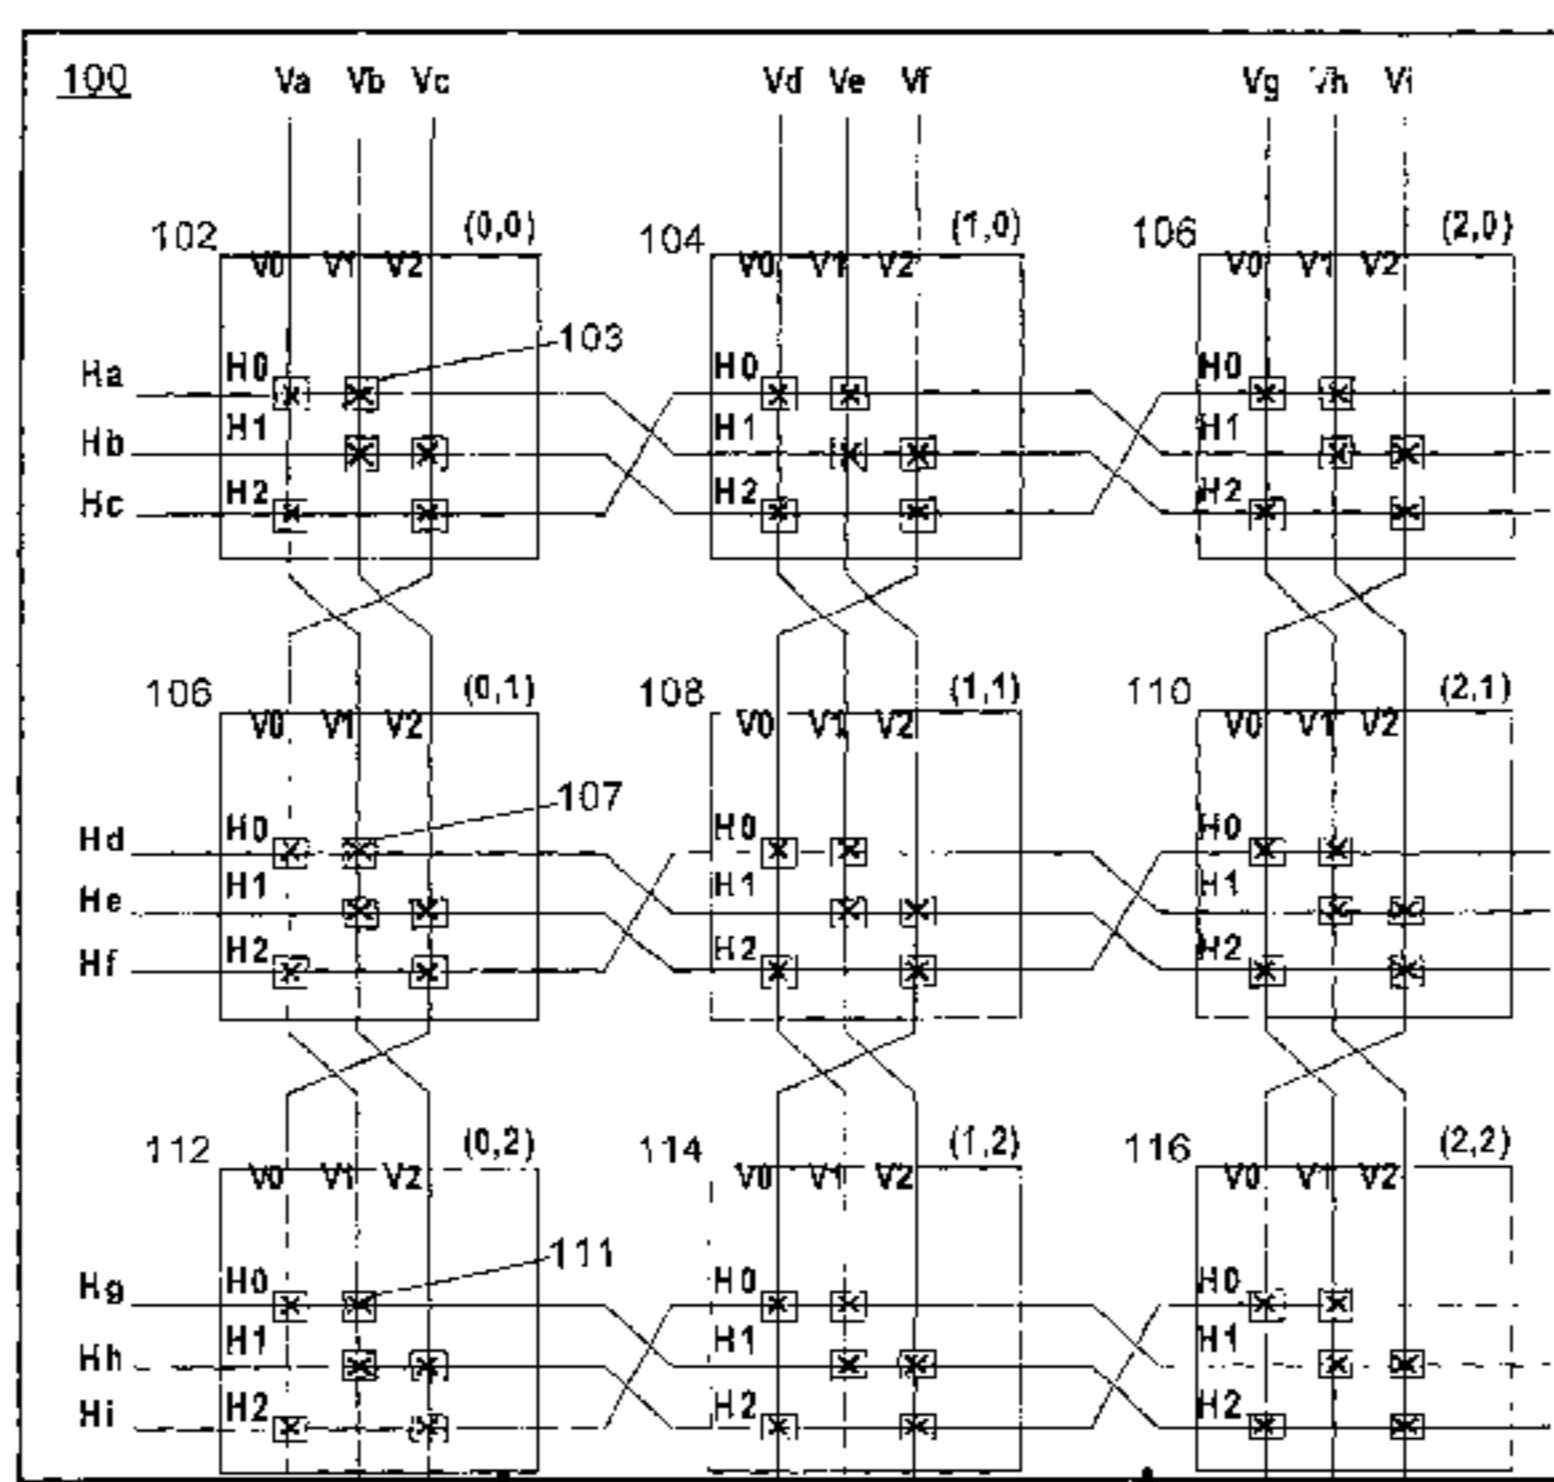 100 Va Vb Vc Vd Ve Vf Vg Vh Vi
102 (0,0) 104 (1,0) 106 (2,0)
V0 V1 V2 V0 V1 V2 V0 V1 V2
103
Ha H0 H0 H0
Hb H1 H1 H1
Hc H2 H2 H2
106 (0,1) 108 (1,1) 110 (2,1)
V0 V1 V2 V0 V1 V2 V0 V1 V2
107
Hd H0 H0 H0
He H1 H1 H1
Hf H2 H2 H2
112 (0,2) 114 (1,2) 116 (2,2)
V0 V1 V2 V0 V1 V2 V0 V1 V2
111
Hg H0 H0 H0
Hh H1 H1 H1
Hi H2 H2 H2